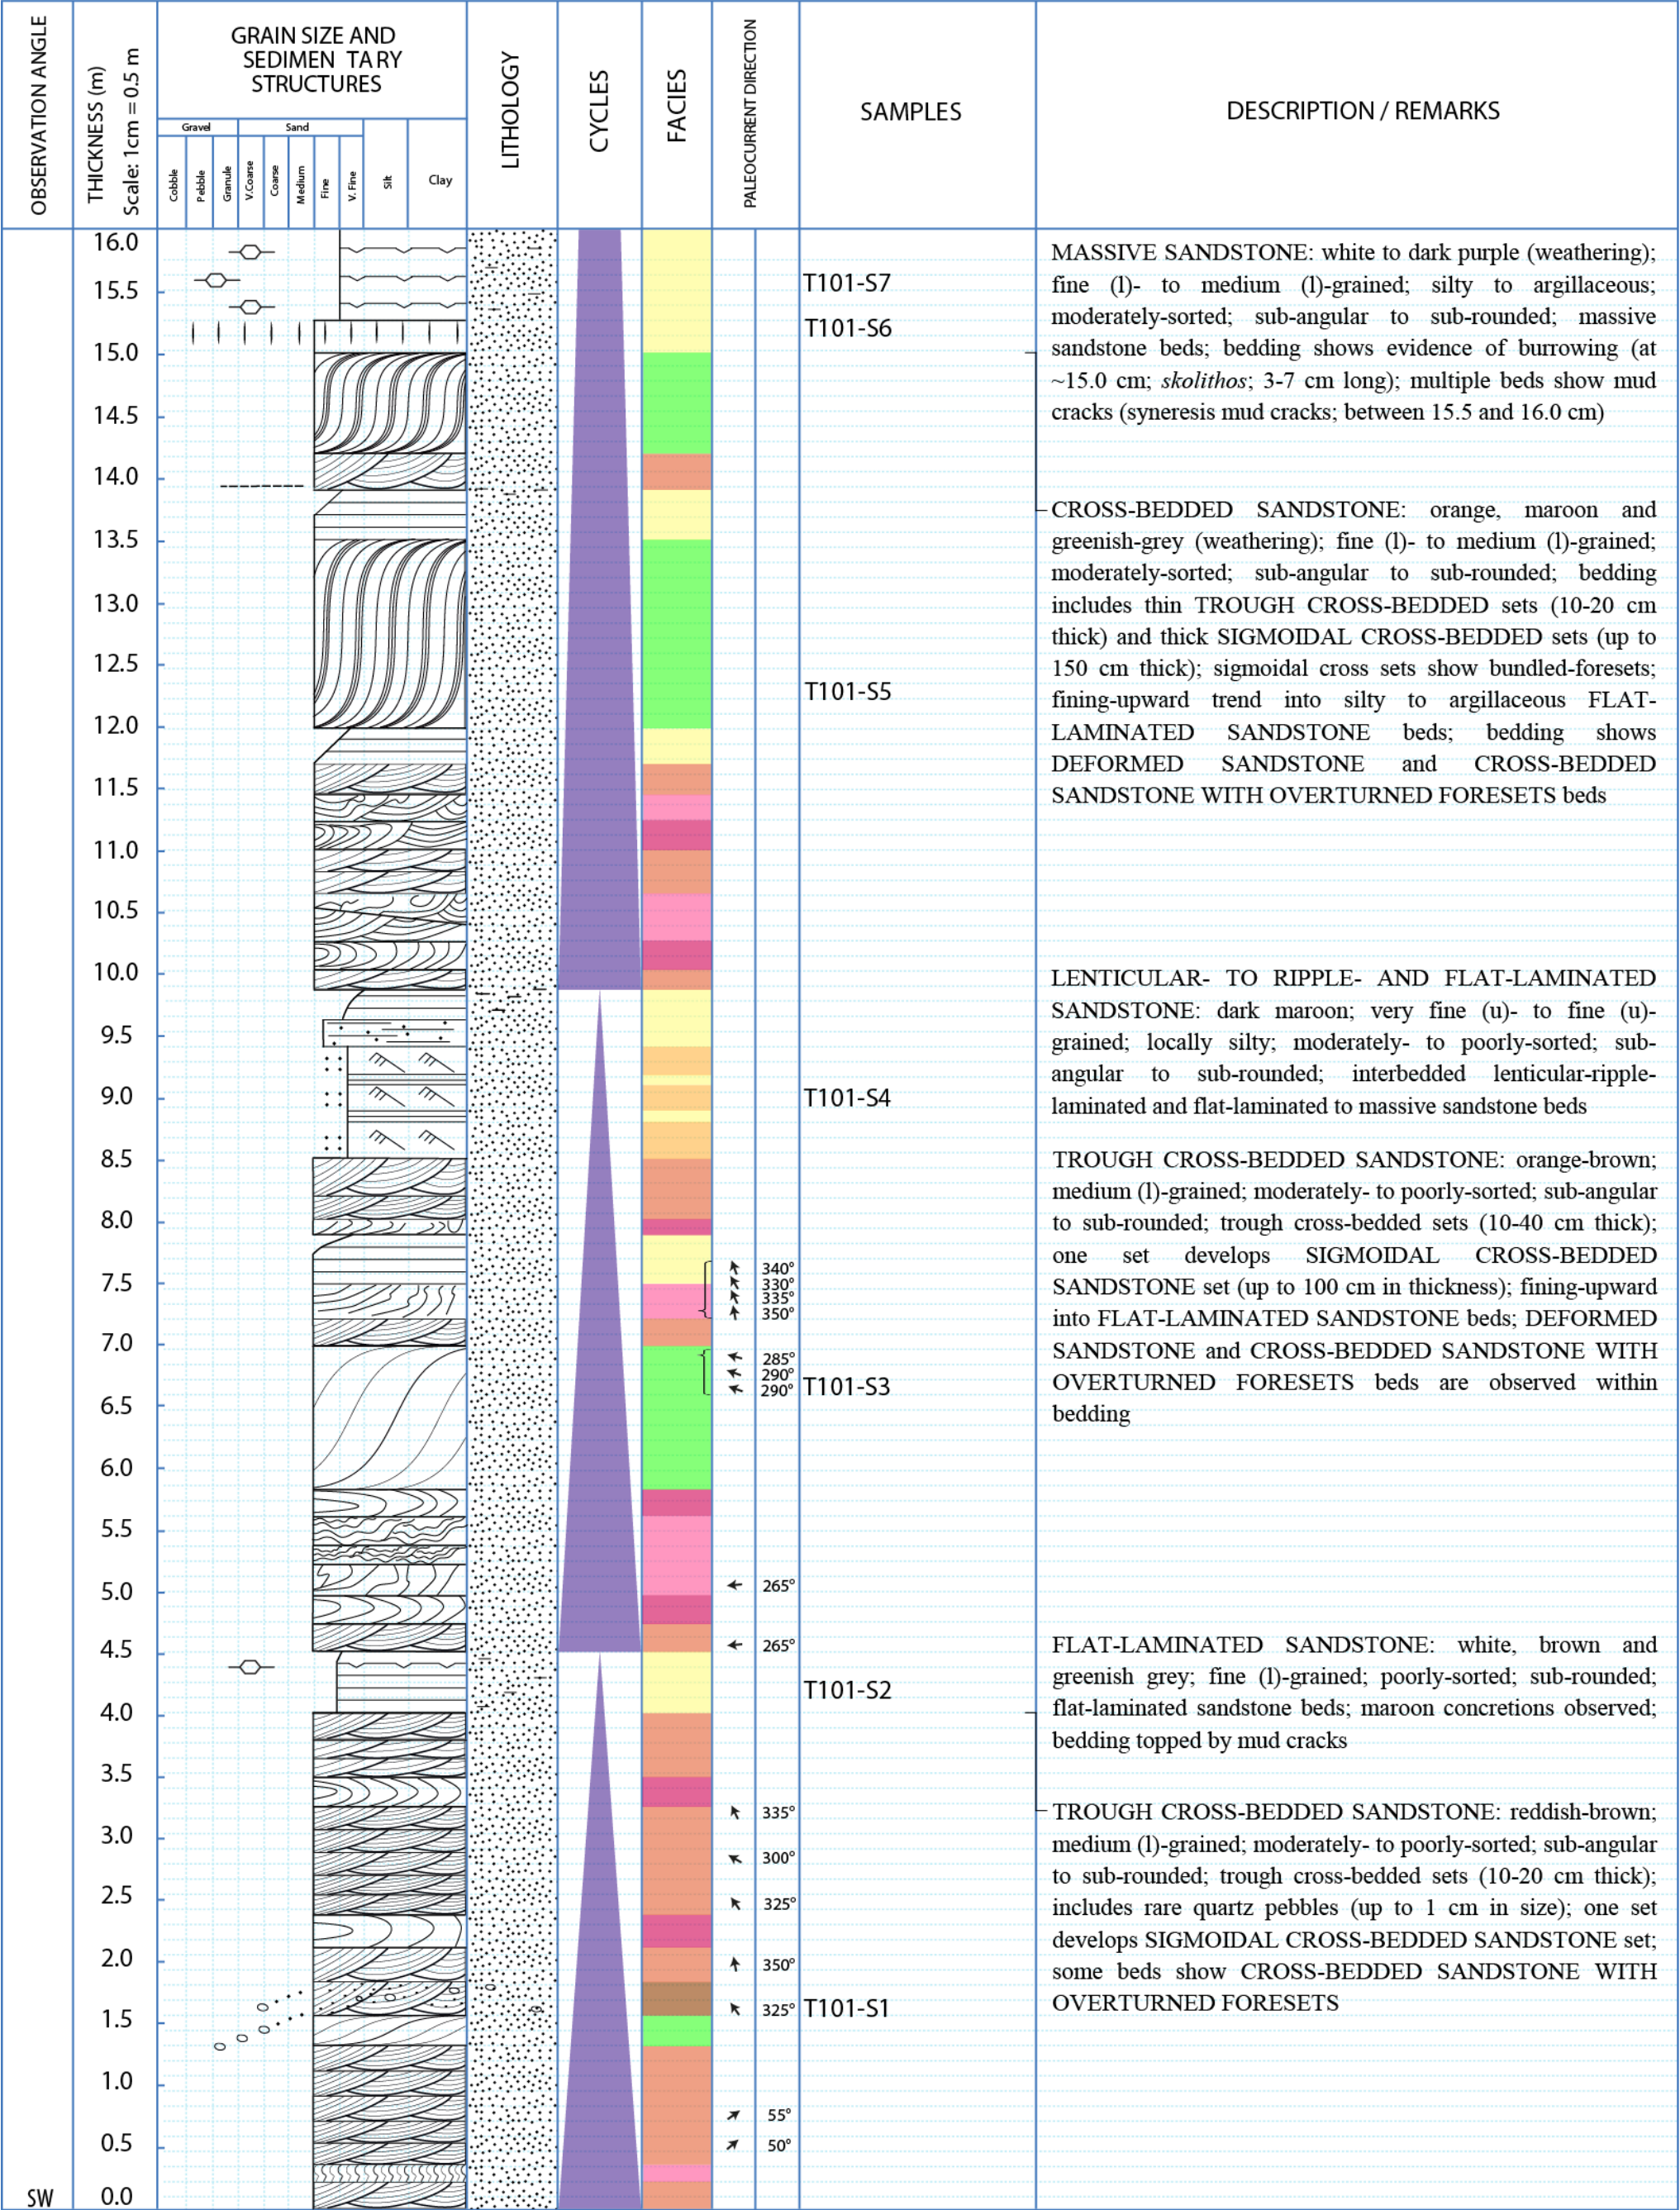 OBSERVATION ANGLE
THICKNESS (m)
Scale: 1cm = 0.5 m
GRAIN SIZE AND
SEDIMEN TA RY
STRUCTURES
Gravel
Sand
Cobble
Pebble
Granule
V.Coarse
Coarse
Medium
Fine
V. Fine
Silt
Clay
LITHOLOGY
CYCLES
FACIES
PALEOCURRENT DIRECTION
SAMPLES
DESCRIPTION / REMARKS
16.0
15.5
15.0
14.5
14.0
13.5
13.0
12.5
12.0
11.5
11.0
10.5
10.0
9.5
9.0
8.5
8.0
7.5
7.0
6.5
6.0
5.5
5.0
4.5
4.0
3.5
3.0
2.5
2.0
1.5
1.0
0.5
0.0
SW
340°
330°
335°
350°
285°
290°
290°
265°
265°
335°
300°
325°
350°
325°
55°
50°
T101-S7
T101-S6
T101-S5
T101-S4
T101-S3
T101-S2
T101-S1
MASSIVE SANDSTONE: white to dark purple (weathering);
fine (l)- to medium (l)-grained; silty to argillaceous;
moderately-sorted; sub-angular to sub-rounded; massive
sandstone beds; bedding shows evidence of burrowing (at
~15.0 cm; skolithos; 3-7 cm long); multiple beds show mud
cracks (syneresis mud cracks; between 15.5 and 16.0 cm)
CROSS-BEDDED SANDSTONE: orange, maroon and
greenish-grey (weathering); fine (l)- to medium (l)-grained;
moderately-sorted; sub-angular to sub-rounded; bedding
includes thin TROUGH CROSS-BEDDED sets (10-20 cm
thick) and thick SIGMOIDAL CROSS-BEDDED sets (up to
150 cm thick); sigmoidal cross sets show bundled-foresets;
fining-upward trend into silty to argillaceous FLAT-
LAMINATED SANDSTONE beds; bedding shows
DEFORMED SANDSTONE and CROSS-BEDDED
SANDSTONE WITH OVERTURNED FORESETS beds
LENTICULAR- TO RIPPLE- AND FLAT-LAMINATED
SANDSTONE: dark maroon; very fine (u)- to fine (u)-
grained; locally silty; moderately- to poorly-sorted; sub-
angular to sub-rounded; interbedded lenticular-ripple-
laminated and flat-laminated to massive sandstone beds
TROUGH CROSS-BEDDED SANDSTONE: orange-brown;
medium (l)-grained; moderately- to poorly-sorted; sub-angular
to sub-rounded; trough cross-bedded sets (10-40 cm thick);
one set develops SIGMOIDAL CROSS-BEDDED
SANDSTONE set (up to 100 cm in thickness); fining-upward
into FLAT-LAMINATED SANDSTONE beds; DEFORMED
SANDSTONE and CROSS-BEDDED SANDSTONE WITH
OVERTURNED FORESETS beds are observed within
bedding
FLAT-LAMINATED SANDSTONE: white, brown and
greenish grey; fine (l)-grained; poorly-sorted; sub-rounded;
flat-laminated sandstone beds; maroon concretions observed;
bedding topped by mud cracks
TROUGH CROSS-BEDDED SANDSTONE: reddish-brown;
medium (l)-grained; moderately- to poorly-sorted; sub-angular
to sub-rounded; trough cross-bedded sets (10-20 cm thick);
includes rare quartz pebbles (up to 1 cm in size); one set
develops SIGMOIDAL CROSS-BEDDED SANDSTONE set;
some beds show CROSS-BEDDED SANDSTONE WITH
OVERTURNED FORESETS